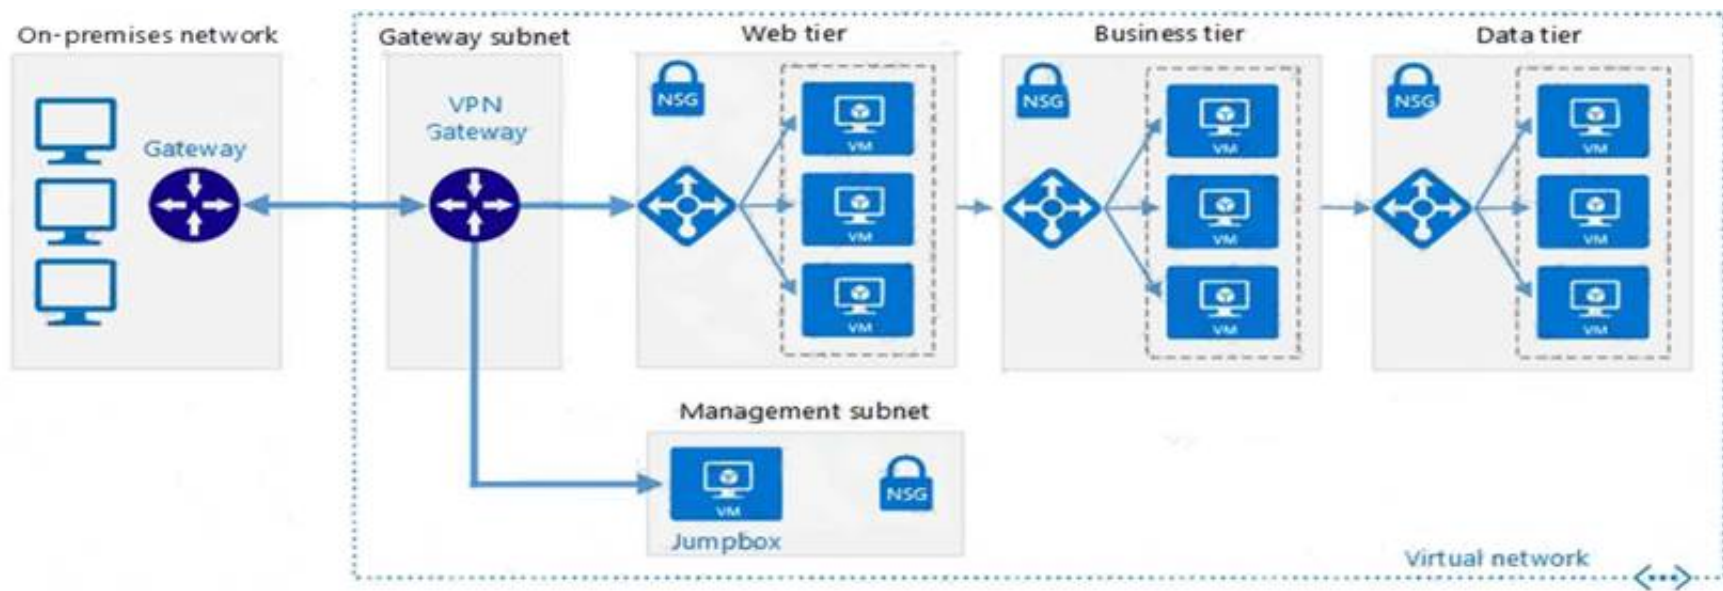 On-premises network
Gateway
Gateway subnet
VPN
Gateway
Web tier
NSG
VM
VM
VM
Business tier
NSG
VM
VM
VM
Data tier
NSG
VM
VM
VM
Management subnet
VM
Jumpbox
NSG
Virtual network